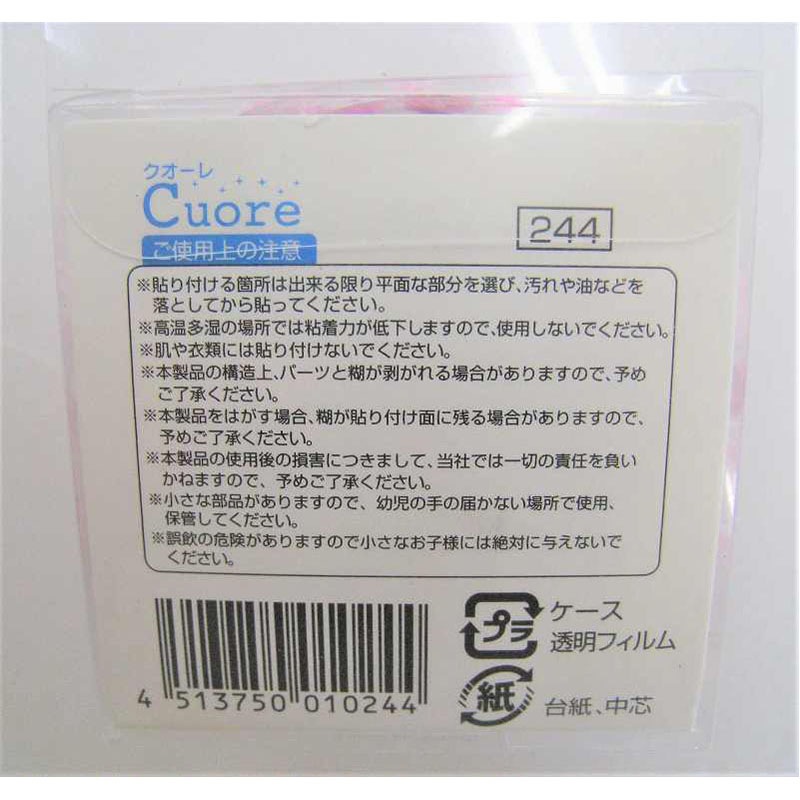 クオーレ
Cuore
ご使用上の注意
244
※貼り付ける箇所は出来る限り平面な部分を選び、汚れや油などを
落としてから貼ってください。
※高温多湿の場所では粘着力が低下しますので、使用しないでください。
※肌や衣類には貼り付けないでください。
※本製品の構造上、パーツと糊が剥がれる場合がありますので、予め
ご了承ください。
※本製品をはがす場合、糊が貼り付け面に残る場合がありますので、
予めご了承ください。
※本製品の使用後の損害につきまして、当社では一切の責任を負い
かねますので、予めご了承ください。
※小さな部品がありますので、幼児の手の届かない場所で使用、
保管してください。
※誤飲の危険がありますので小さなお子様には絶対に与えないで
ください。
プラ
ケース
透明フィルム
紙
台紙、中芯
4 513750 010244